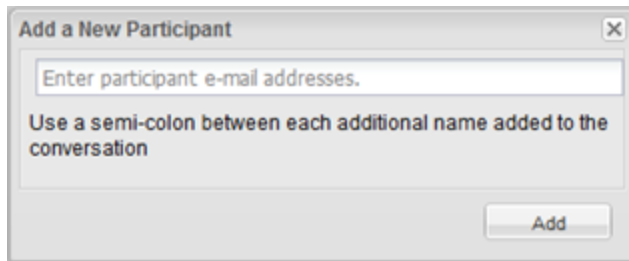 Add a New Participant
Enter participant e-mail addresses.
Use a semi-colon between each additional name added to the
conversation
Add